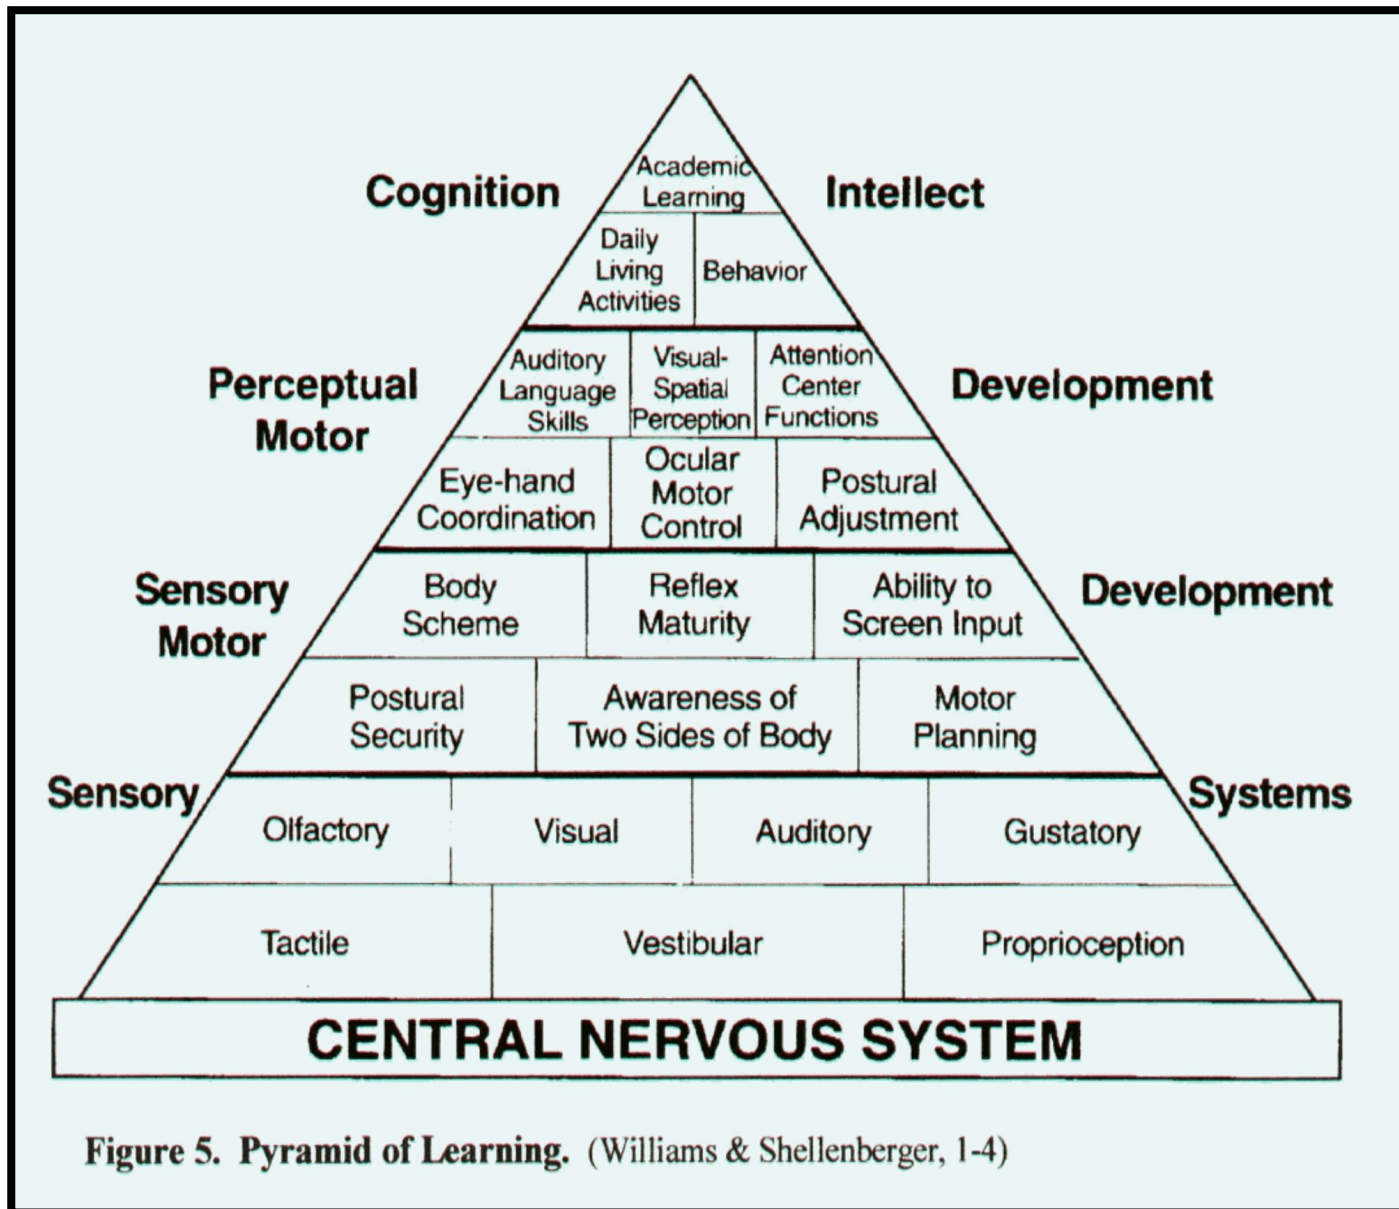 Cognition
Intellect
Academic
Learning
Daily
Living
Activities
Behavior
Perceptual
Motor
Development
Auditory
Language
Skills
Visual-
Spatial
Perception
Attention
Center
Functions
Eye-hand
Coordination
Ocular
Motor
Control
Postural
Adjustment
Sensory
Motor
Development
Body
Scheme
Reflex
Maturity
Ability to
Screen Input
Postural
Security
Awareness of
Two Sides of Body
Motor
Planning
Sensory
Systems
Olfactory
Visual
Auditory
Gustatory
Tactile
Vestibular
Proprioception
CENTRAL NERVOUS SYSTEM
Figure 5. Pyramid of Learning. (Williams & Shellenberger, 1-4)